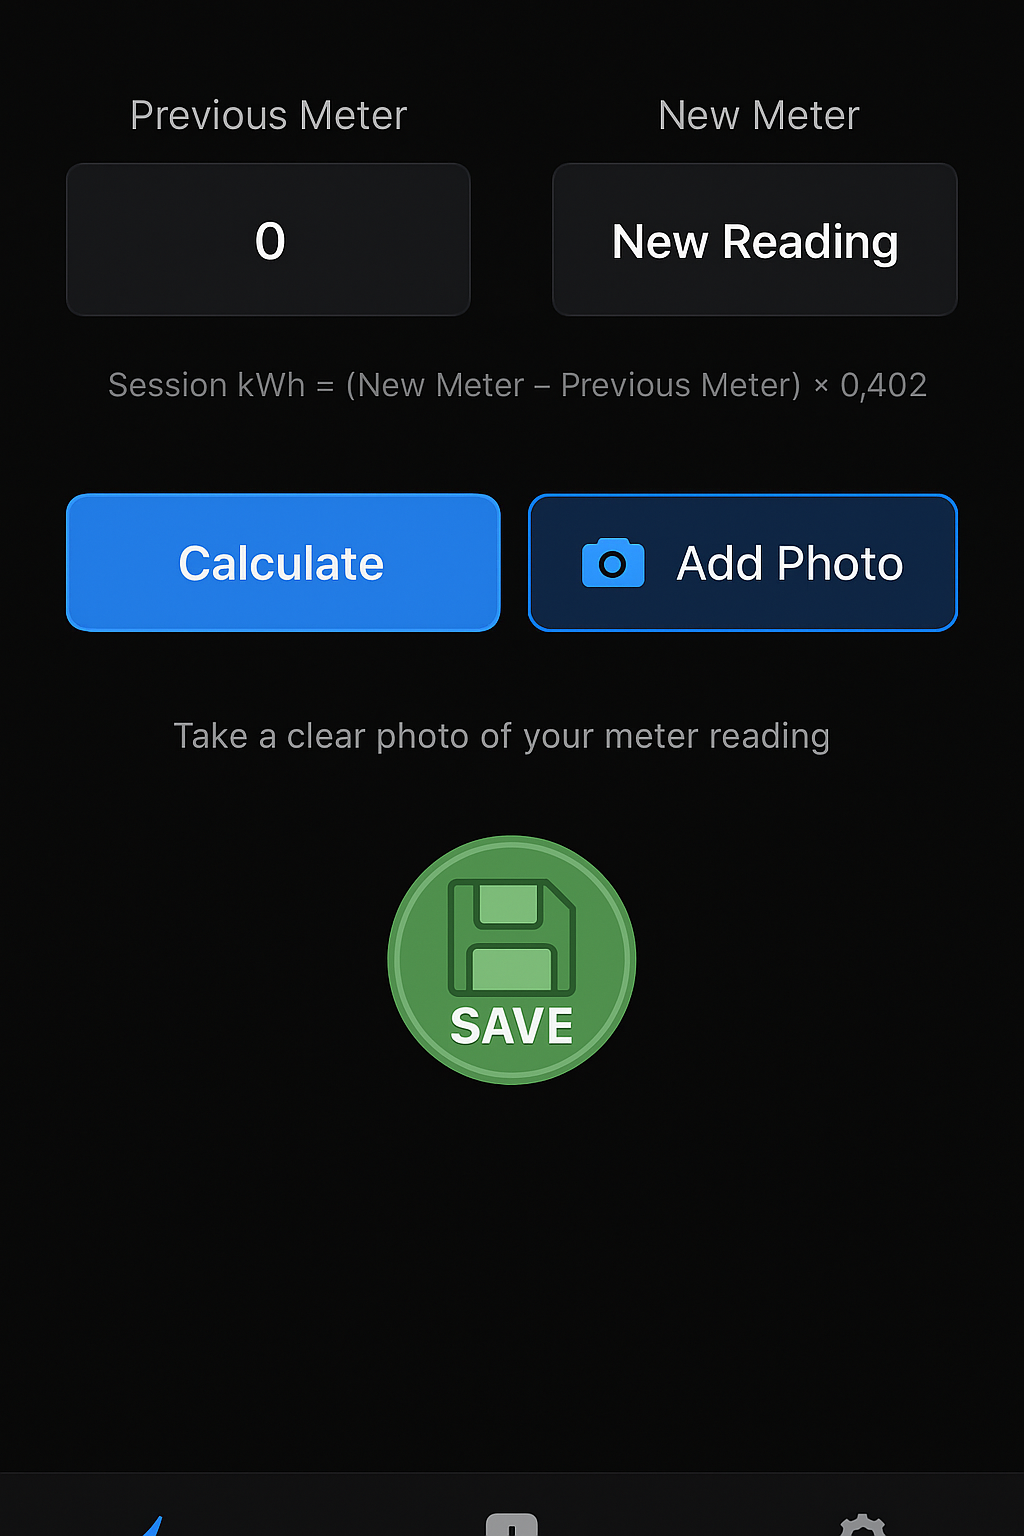 Previous Meter
New Meter
0
New Reading
Session kWh = (New Meter – Previous Meter) × 0,402
Calculate
Add Photo
Take a clear photo of your meter reading
SAVE